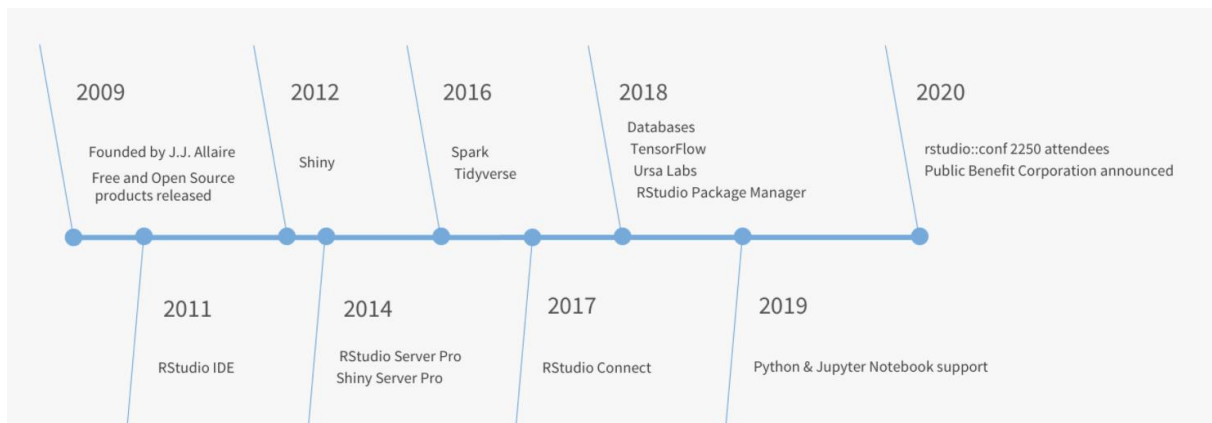 2009
Founded by J.J. Allaire
Free and Open Source
products released
2011
RStudio IDE
2012
Shiny
2014
RStudio Server Pro
Shiny Server Pro
2016
Spark
Tidyverse
2017
RStudio Connect
2018
Databases
TensorFlow
Ursa Labs
RStudio Package Manager
2019
Python & Jupyter Notebook support
2020
rstudio::conf 2250 attendees
Public Benefit Corporation announced